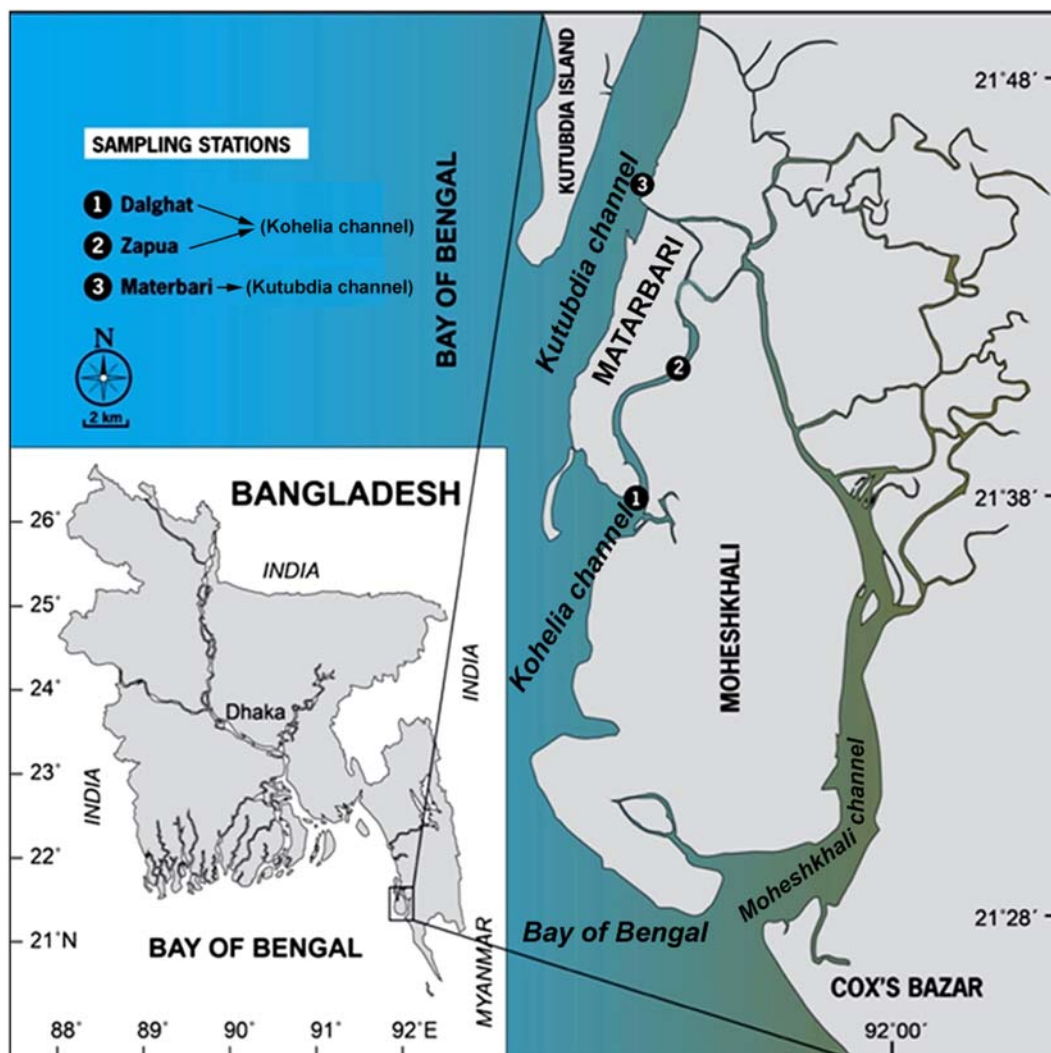 SAMPLING STATIONS
1 Dalghat
(Kohelia channel)
2 Zapua
3 Materbari
(Kutubdia channel)
N
2 km
BAY OF BENGAL
KUTUBDIA ISLAND
21°48´
3
Kutubdia channel
MATARBARI
2
1
21°38´
Kohelia channel
MOHESHKHALI
Moheshkhali channel
Bay of Bengal
21°28´
COX'S BAZAR
92°00´
BANGLADESH
26°
INDIA
25°
24°
INDIA
Dhaka
23°
INDIA
22°
21°N
BAY OF BENGAL
MYANMAR
88°
89°
90°
91°
92°E